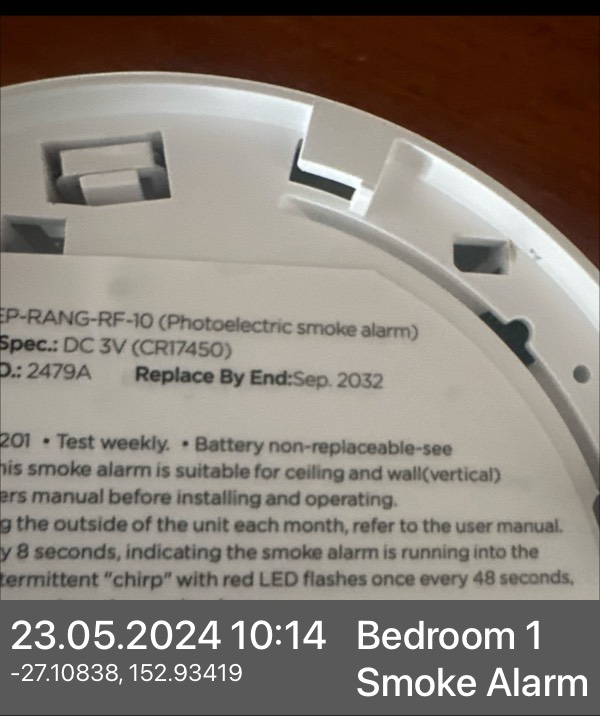 EP-RANG-RF-10 (Photoelectric smoke alarm)
Spec.: DC 3V (CR17450)
O.: 2479A Replace By End:Sep. 2032
201 • Test weekly. • Battery non-replaceable-see
his smoke alarm is suitable for ceiling and wall(vertical)
ers manual before installing and operating.
g the outside of the unit each month, refer to the user manual.
y 8 seconds, indicating the smoke alarm is running into the
termittent "chirp" with red LED flashes once every 48 seconds,
23.05.2024 10:14
-27.10838, 152.93419
Bedroom 1
Smoke Alarm